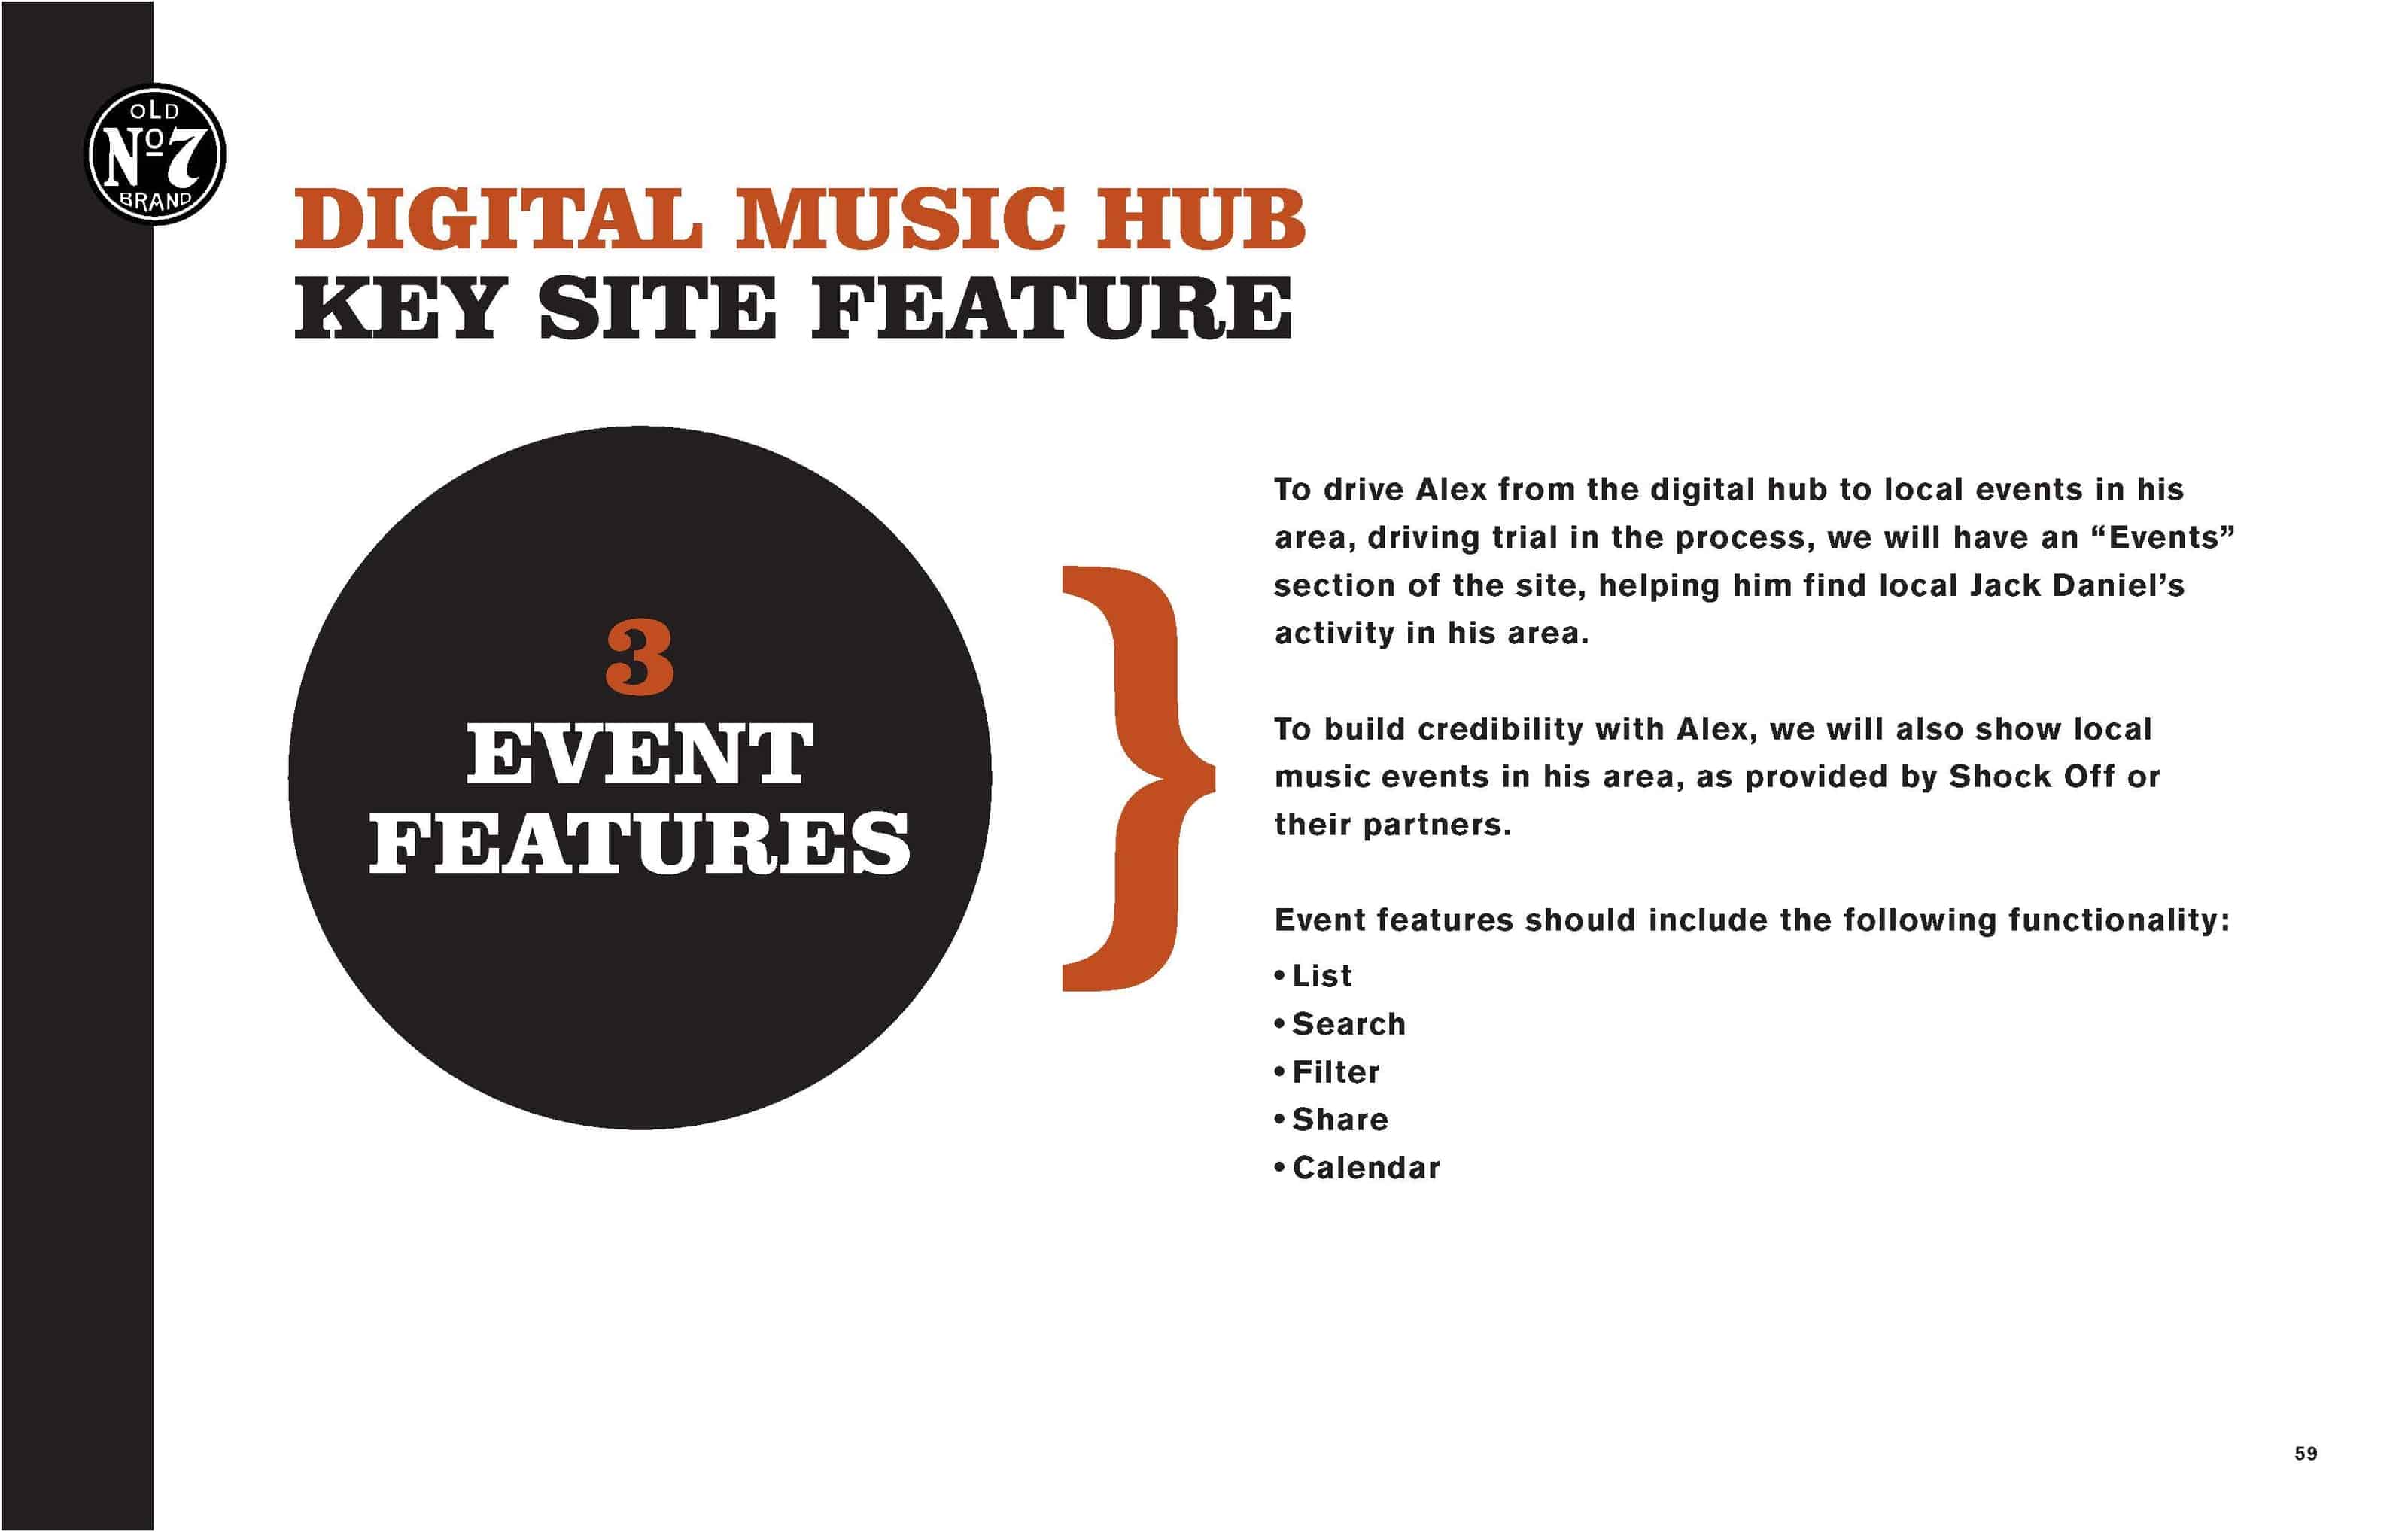 OLD
Nº7
BRAND
DIGITAL MUSIC HUB
KEY SITE FEATURE
3
EVENT
FEATURES
To drive Alex from the digital hub to local events in his
area, driving trial in the process, we will have an “Events”
section of the site, helping him find local Jack Daniel’s
activity in his area.
To build credibility with Alex, we will also show local
music events in his area, as provided by Shock Off or
their partners.
Event features should include the following functionality:
• List
• Search
• Filter
• Share
• Calendar
59